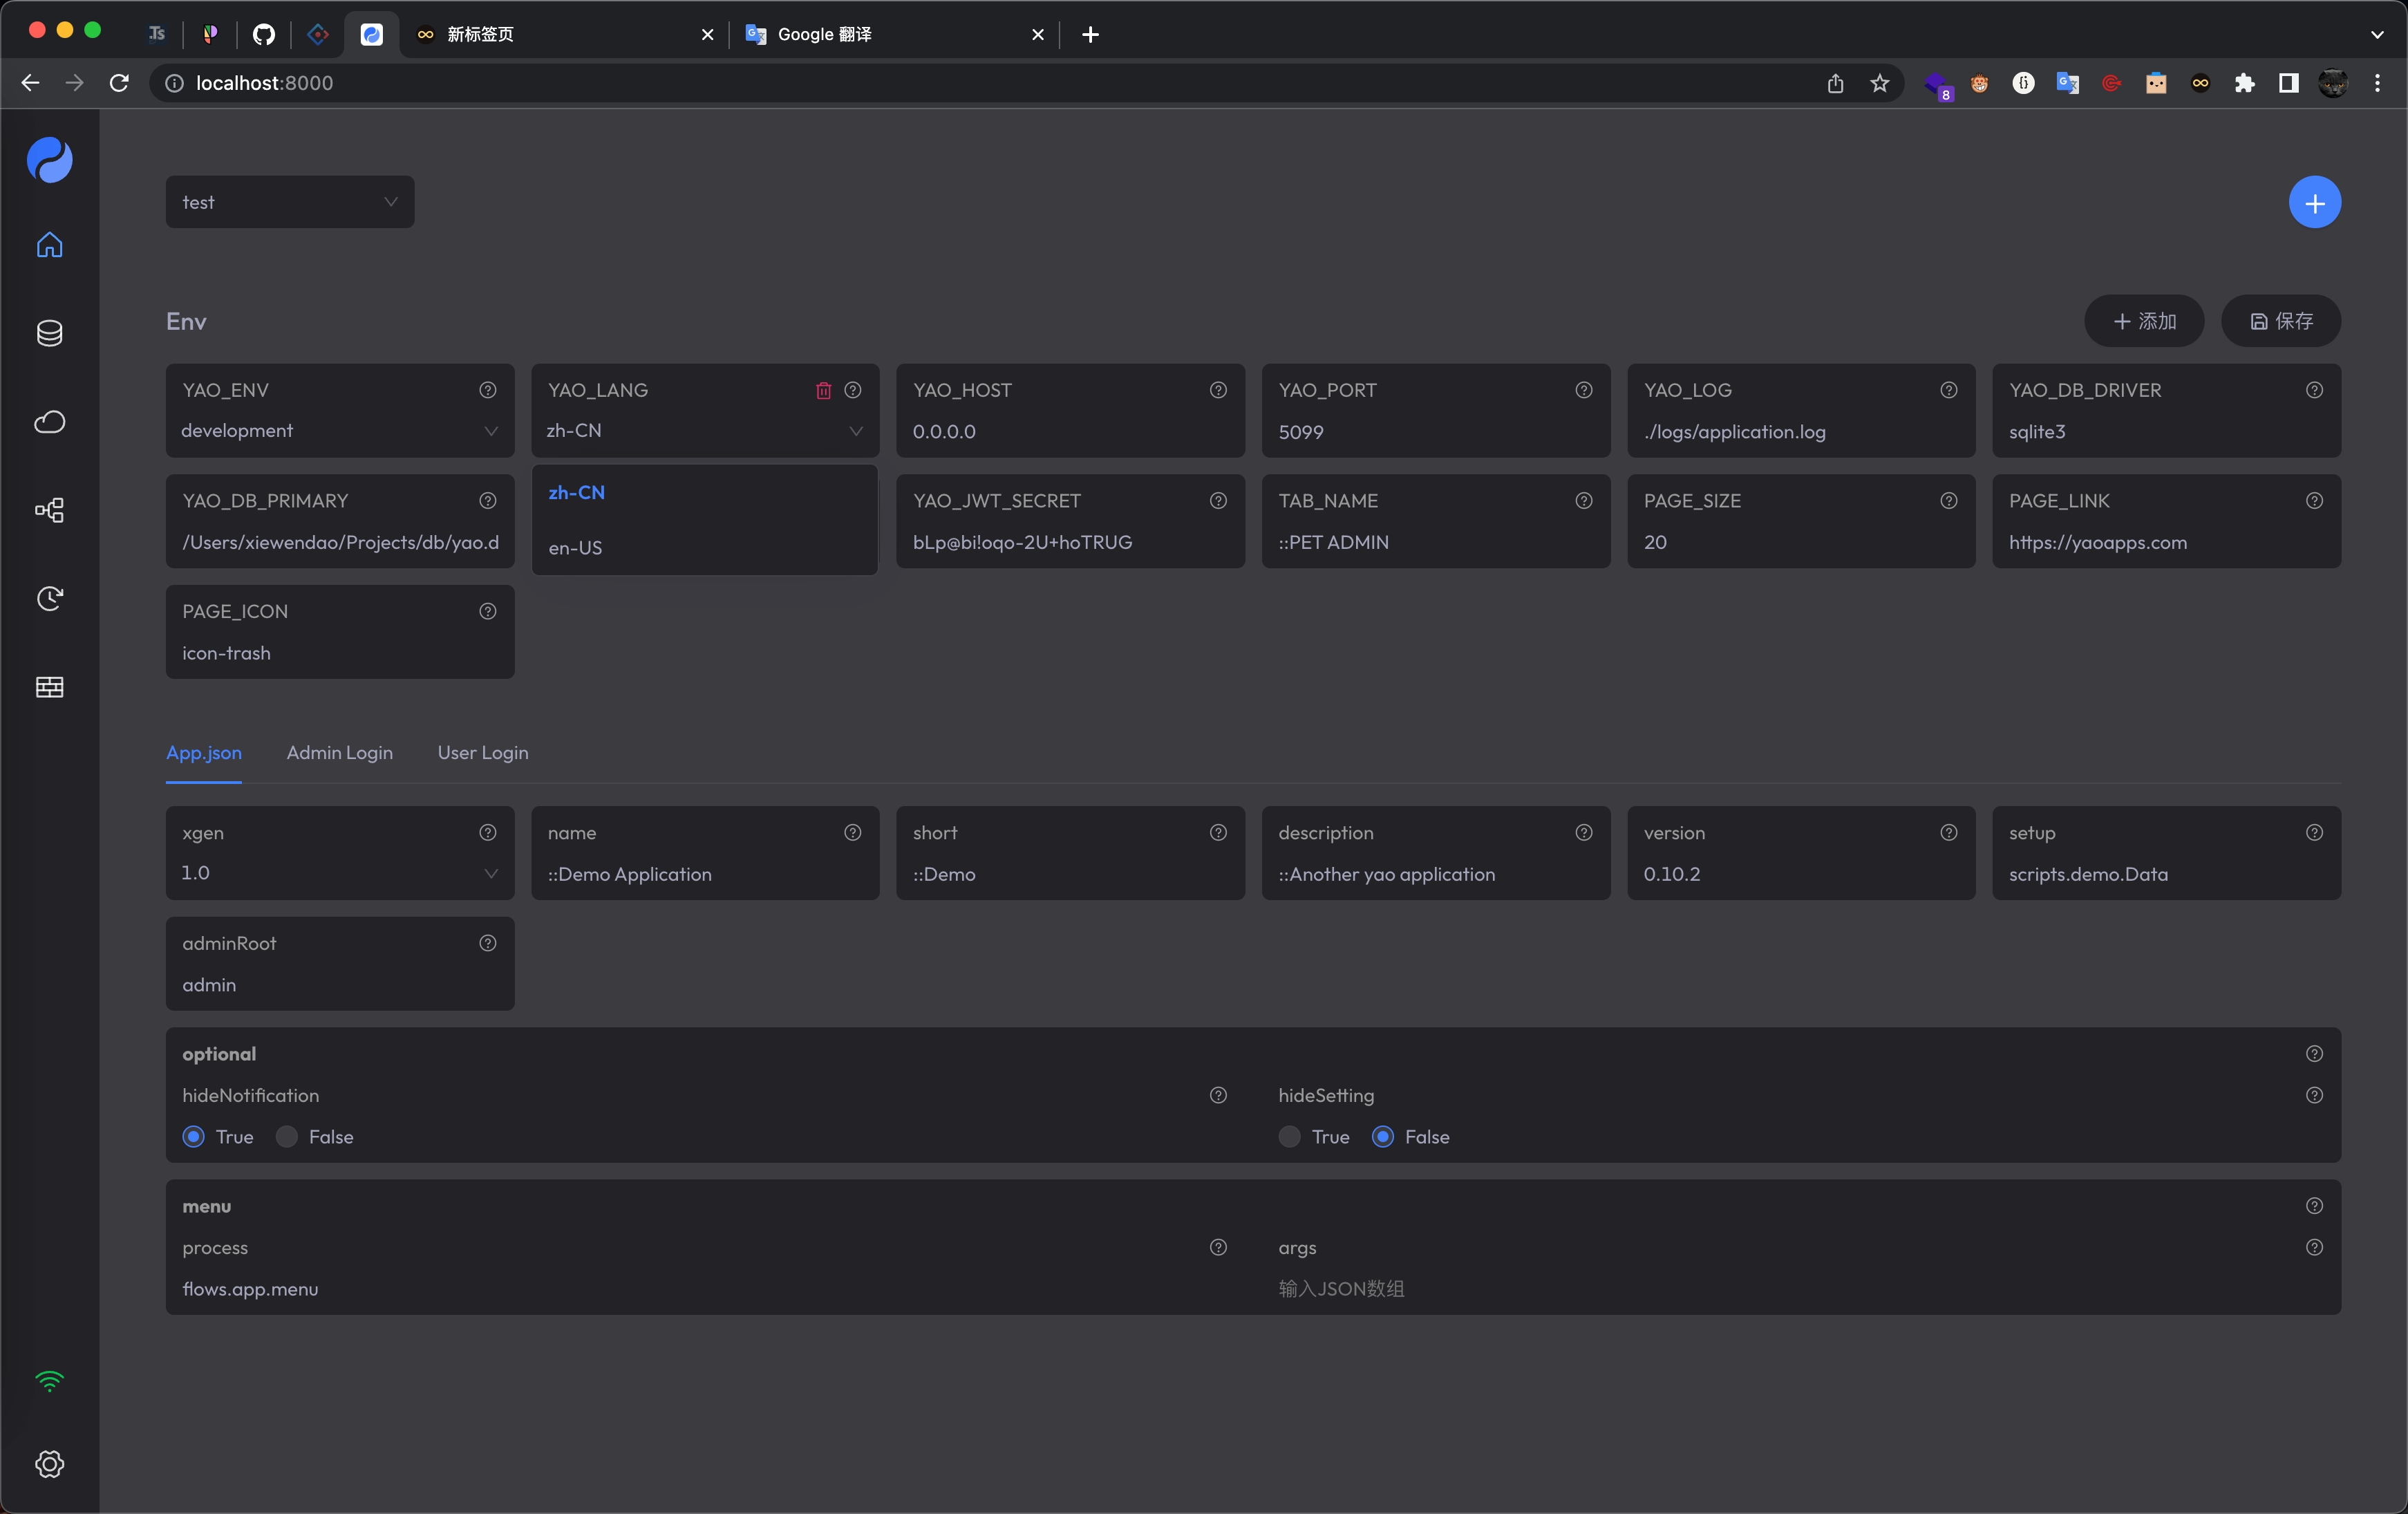 .Ts
新标签页
Google 翻译
localhost:8000
8
test
Env
添加
保存
YAO_ENV
development
YAO_LANG
zh-CN
YAO_HOST
0.0.0.0
YAO_PORT
5099
YAO_LOG
./logs/application.log
YAO_DB_DRIVER
sqlite3
YAO_DB_PRIMARY
/Users/xiewendao/Projects/db/yao.d
zh-CN
en-US
YAO_JWT_SECRET
bLp@bi!oqo-2U+hoTRUG
TAB_NAME
::PET ADMIN
PAGE_SIZE
20
PAGE_LINK
https://yaoapps.com
PAGE_ICON
icon-trash
App.json Admin Login User Login
xgen
1.0
name
::Demo Application
short
::Demo
description
::Another yao application
version
0.10.2
setup
scripts.demo.Data
adminRoot
admin
optional
hideNotification
True False
hideSetting
True False
menu
process
flows.app.menu
args
输入JSON数组